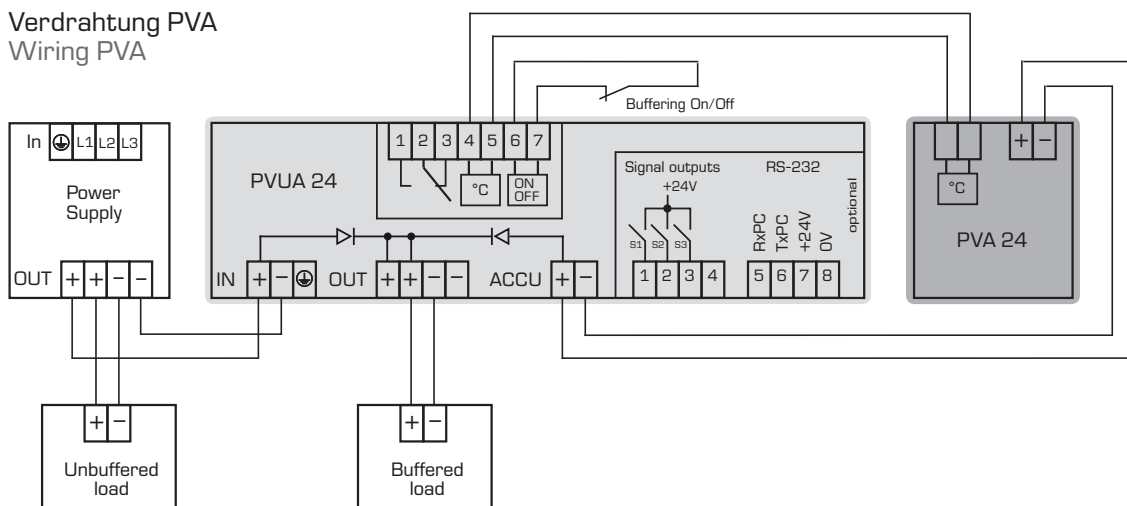 Verdrahtung PVA
Wiring PVA
Buffering On/Off
In
L1 L2 L3
Power
Supply
OUT
+ + − −
PVUA 24
1 2 3 4 5 6 7
°C
ON
OFF
IN
+ −
OUT
+ + − −
ACCU
+ −
Signal outputs
+24V
S1 S2 S3
1 2 3 4
RS-232
optional
RxPC
TxPC
+24V
0V
5 6 7 8
+ −
°C
PVA 24
+ −
Unbuffered
load
+ −
Buffered
load